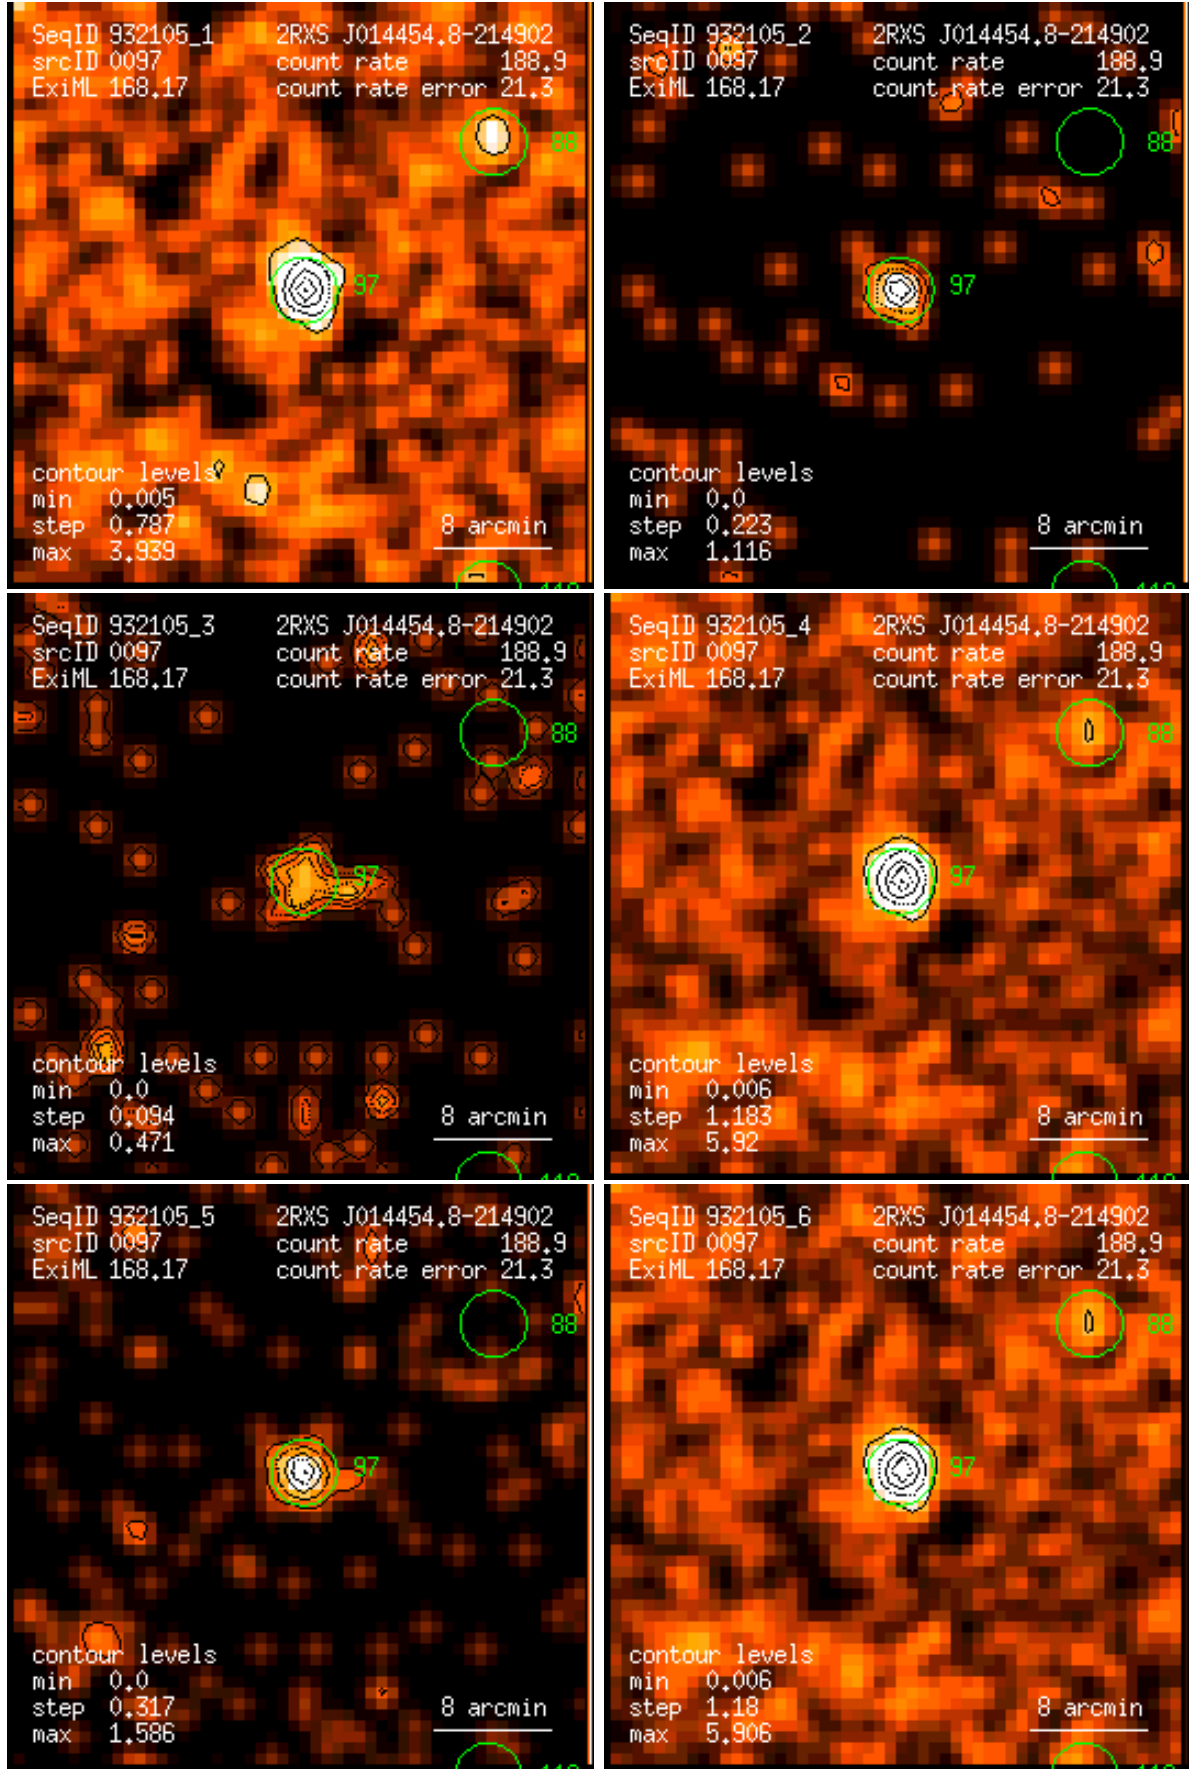 SeqID 932105_1 2RXS J014454.8-214902
srcID 0097 count rate 188.9
ExiML 168.17 count rate error 21.3
88
97
contour levels
min 0.005
step 0.787 8 arcmin
max 3.939
SeqID 932105_2 2RXS J014454.8-214902
srcID 0097 count rate 188.9
ExiML 168.17 count rate error 21.3
88
97
contour levels
min 0.0
step 0.223 8 arcmin
max 1.116
SeqID 932105_3 2RXS J014454.8-214902
srcID 0097 count rate 188.9
ExiML 168.17 count rate error 21.3
88
97
contour levels
min 0.0
step 0.094 8 arcmin
max 0.471
SeqID 932105_4 2RXS J014454.8-214902
srcID 0097 count rate 188.9
ExiML 168.17 count rate error 21.3
88
97
contour levels
min 0.006
step 1.183 8 arcmin
max 5.92
SeqID 932105_5 2RXS J014454.8-214902
srcID 0097 count rate 188.9
ExiML 168.17 count rate error 21.3
88
97
contour levels
min 0.0
step 0.317 8 arcmin
max 1.586
SeqID 932105_6 2RXS J014454.8-214902
srcID 0097 count rate 188.9
ExiML 168.17 count rate error 21.3
88
97
contour levels
min 0.006
step 1.18 8 arcmin
max 5.906